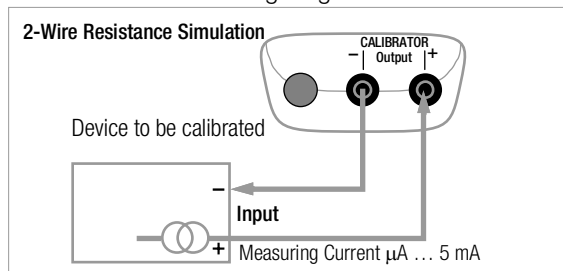 2-Wire Resistance Simulation
CALIBRATOR
– Output +
Device to be calibrated
–
Input
+
Measuring Current µA … 5 mA